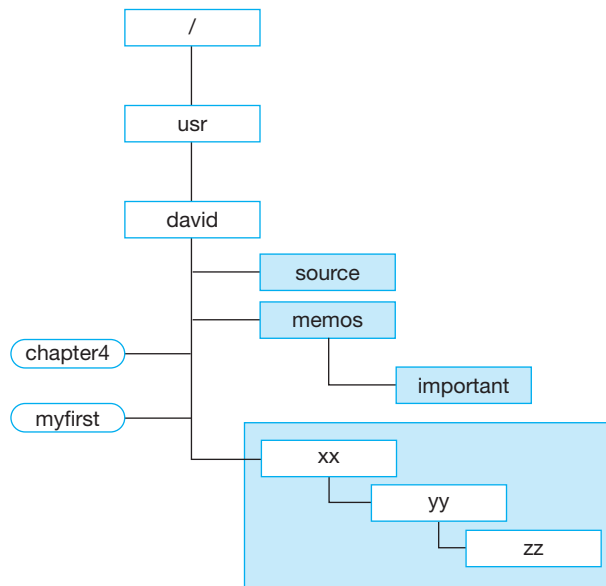 /
usr
david
source
memos
chapter4
important
myfirst
xx
yy
zz